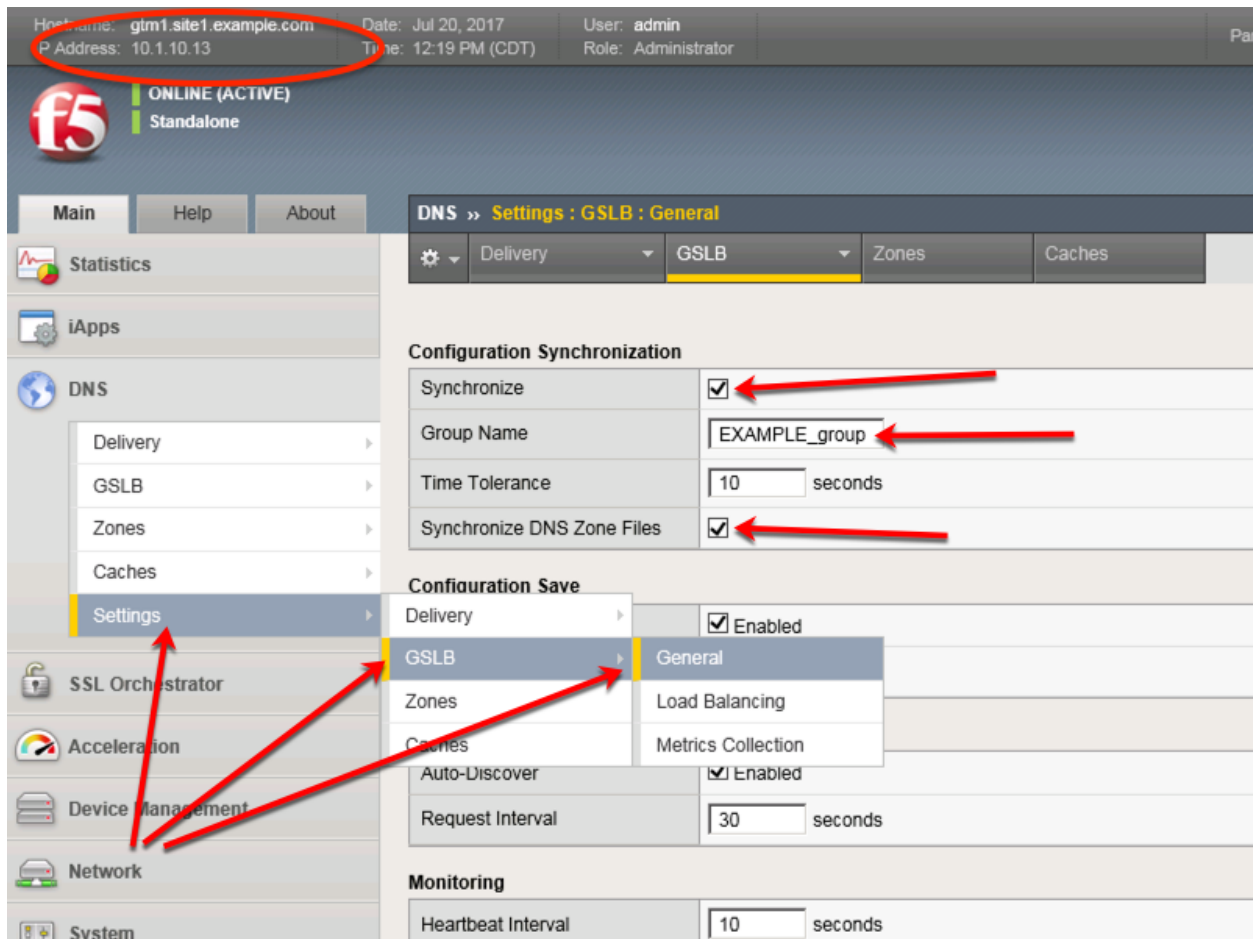 Hostname: gtm1.site1.example.com Date: Jul 20, 2017 User: admin
IP Address: 10.1.10.13 Time: 12:19 PM (CDT) Role: Administrator
f5
ONLINE (ACTIVE)
Standalone
Main Help About
DNS » Settings : GSLB : General
Delivery GSLB Zones Caches
Statistics
iApps
DNS
Delivery
GSLB
Zones
Caches
Settings
SSL Orchestrator
Acceleration
Device Management
Network
System
Delivery
GSLB
Zones
Caches
General
Load Balancing
Metrics Collection
Configuration Synchronization
Synchronize
Group Name EXAMPLE_group
Time Tolerance 10 seconds
Synchronize DNS Zone Files
Configuration Save
Enabled
Auto-Discover Enabled
Request Interval 30 seconds
Monitoring
Heartbeat Interval 10 seconds